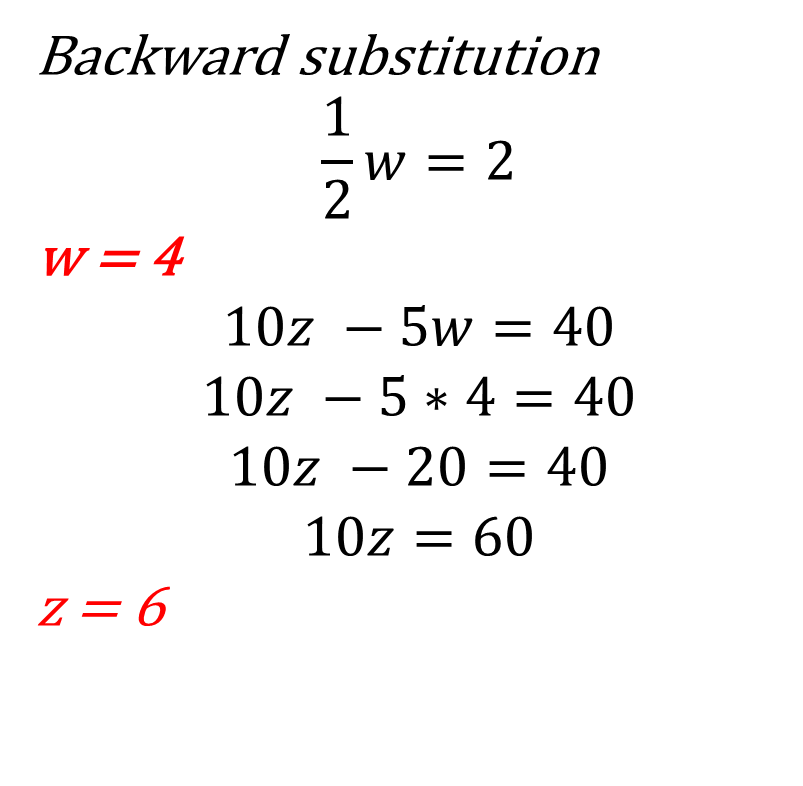 Backward substitution
1/2 w = 2
w = 4
10z − 5w = 40
10z − 5 ∗ 4 = 40
10z − 20 = 40
10z = 60
z = 6